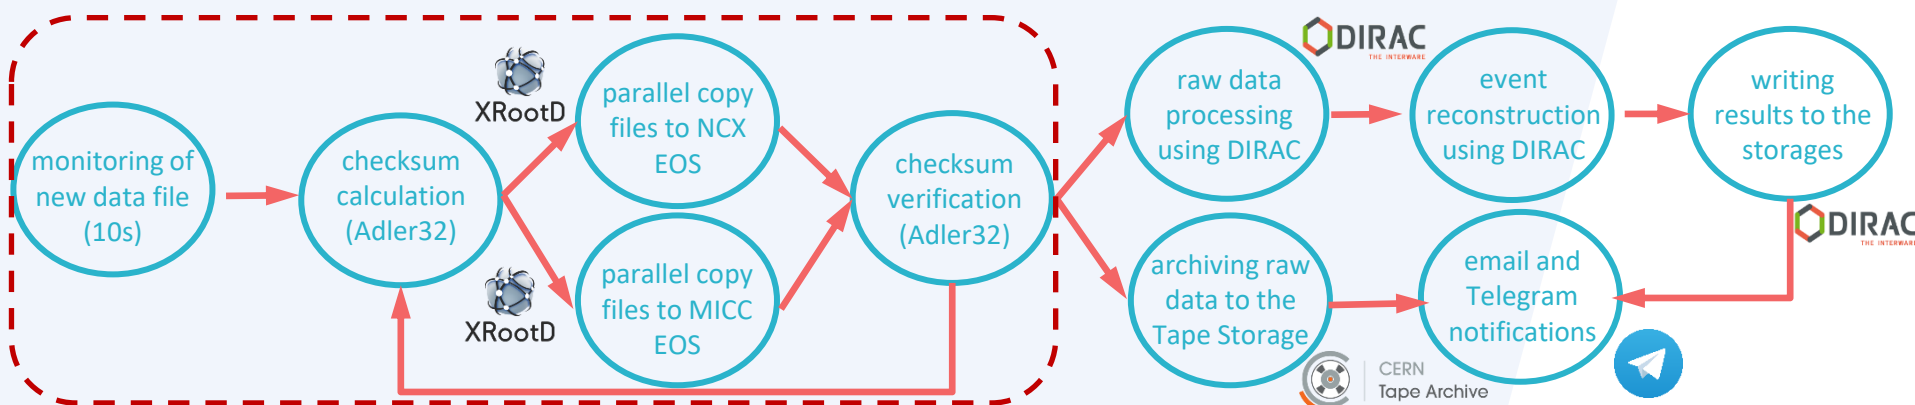 monitoring of
new data file
(10s)
checksum
calculation
(Adler32)
XRootD
parallel copy
files to NCX
EOS
XRootD
parallel copy
files to MICC
EOS
checksum
verification
(Adler32)
raw data
processing
using DIRAC
DIRAC
THE INTERWARE
event
reconstruction
using DIRAC
writing
results to the
storages
DIRAC
THE INTERWARE
archiving raw
data to the
Tape Storage
CERN
Tape Archive
email and
Telegram
notifications